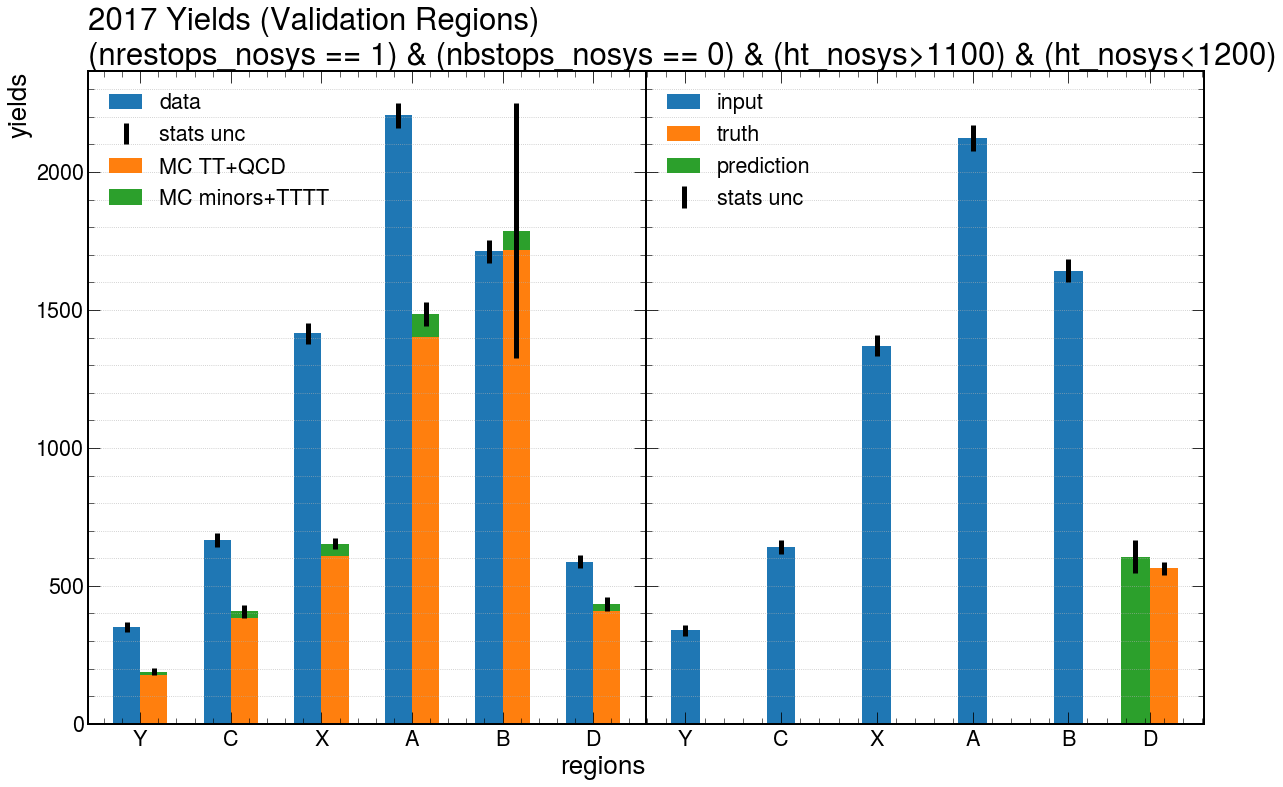 2017 Yields (Validation Regions)
(nrestops_nosys == 1) & (nbstops_nosys == 0) & (ht_nosys>1100) & (ht_nosys<1200)
yields
data
stats unc
MC TT+QCD
MC minors+TTTT
input
truth
prediction
stats unc
2000
1500
1000
500
0
Y C X A B D
Y C X A B D
regions